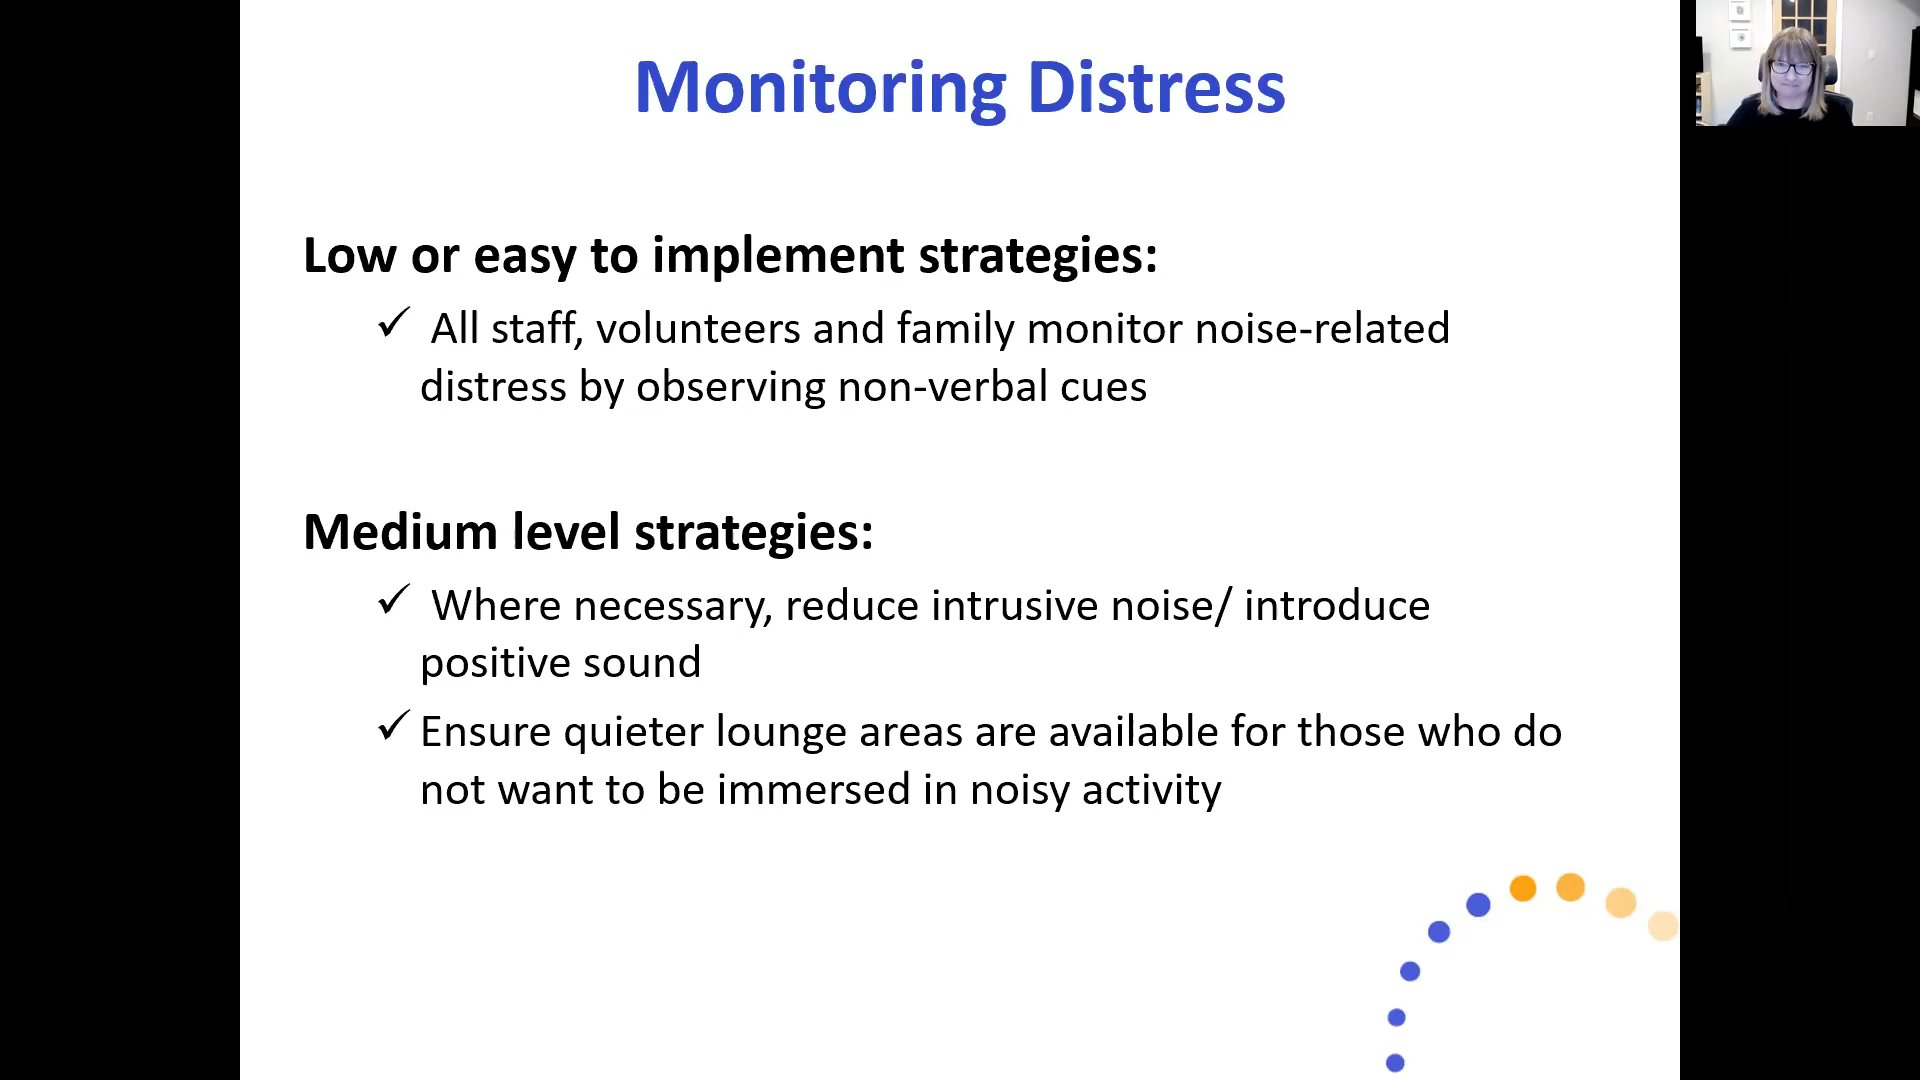 Monitoring Distress
Low or easy to implement strategies:
✓ All staff, volunteers and family monitor noise-related
distress by observing non-verbal cues
Medium level strategies:
✓ Where necessary, reduce intrusive noise/ introduce
positive sound
✓ Ensure quieter lounge areas are available for those who do
not want to be immersed in noisy activity